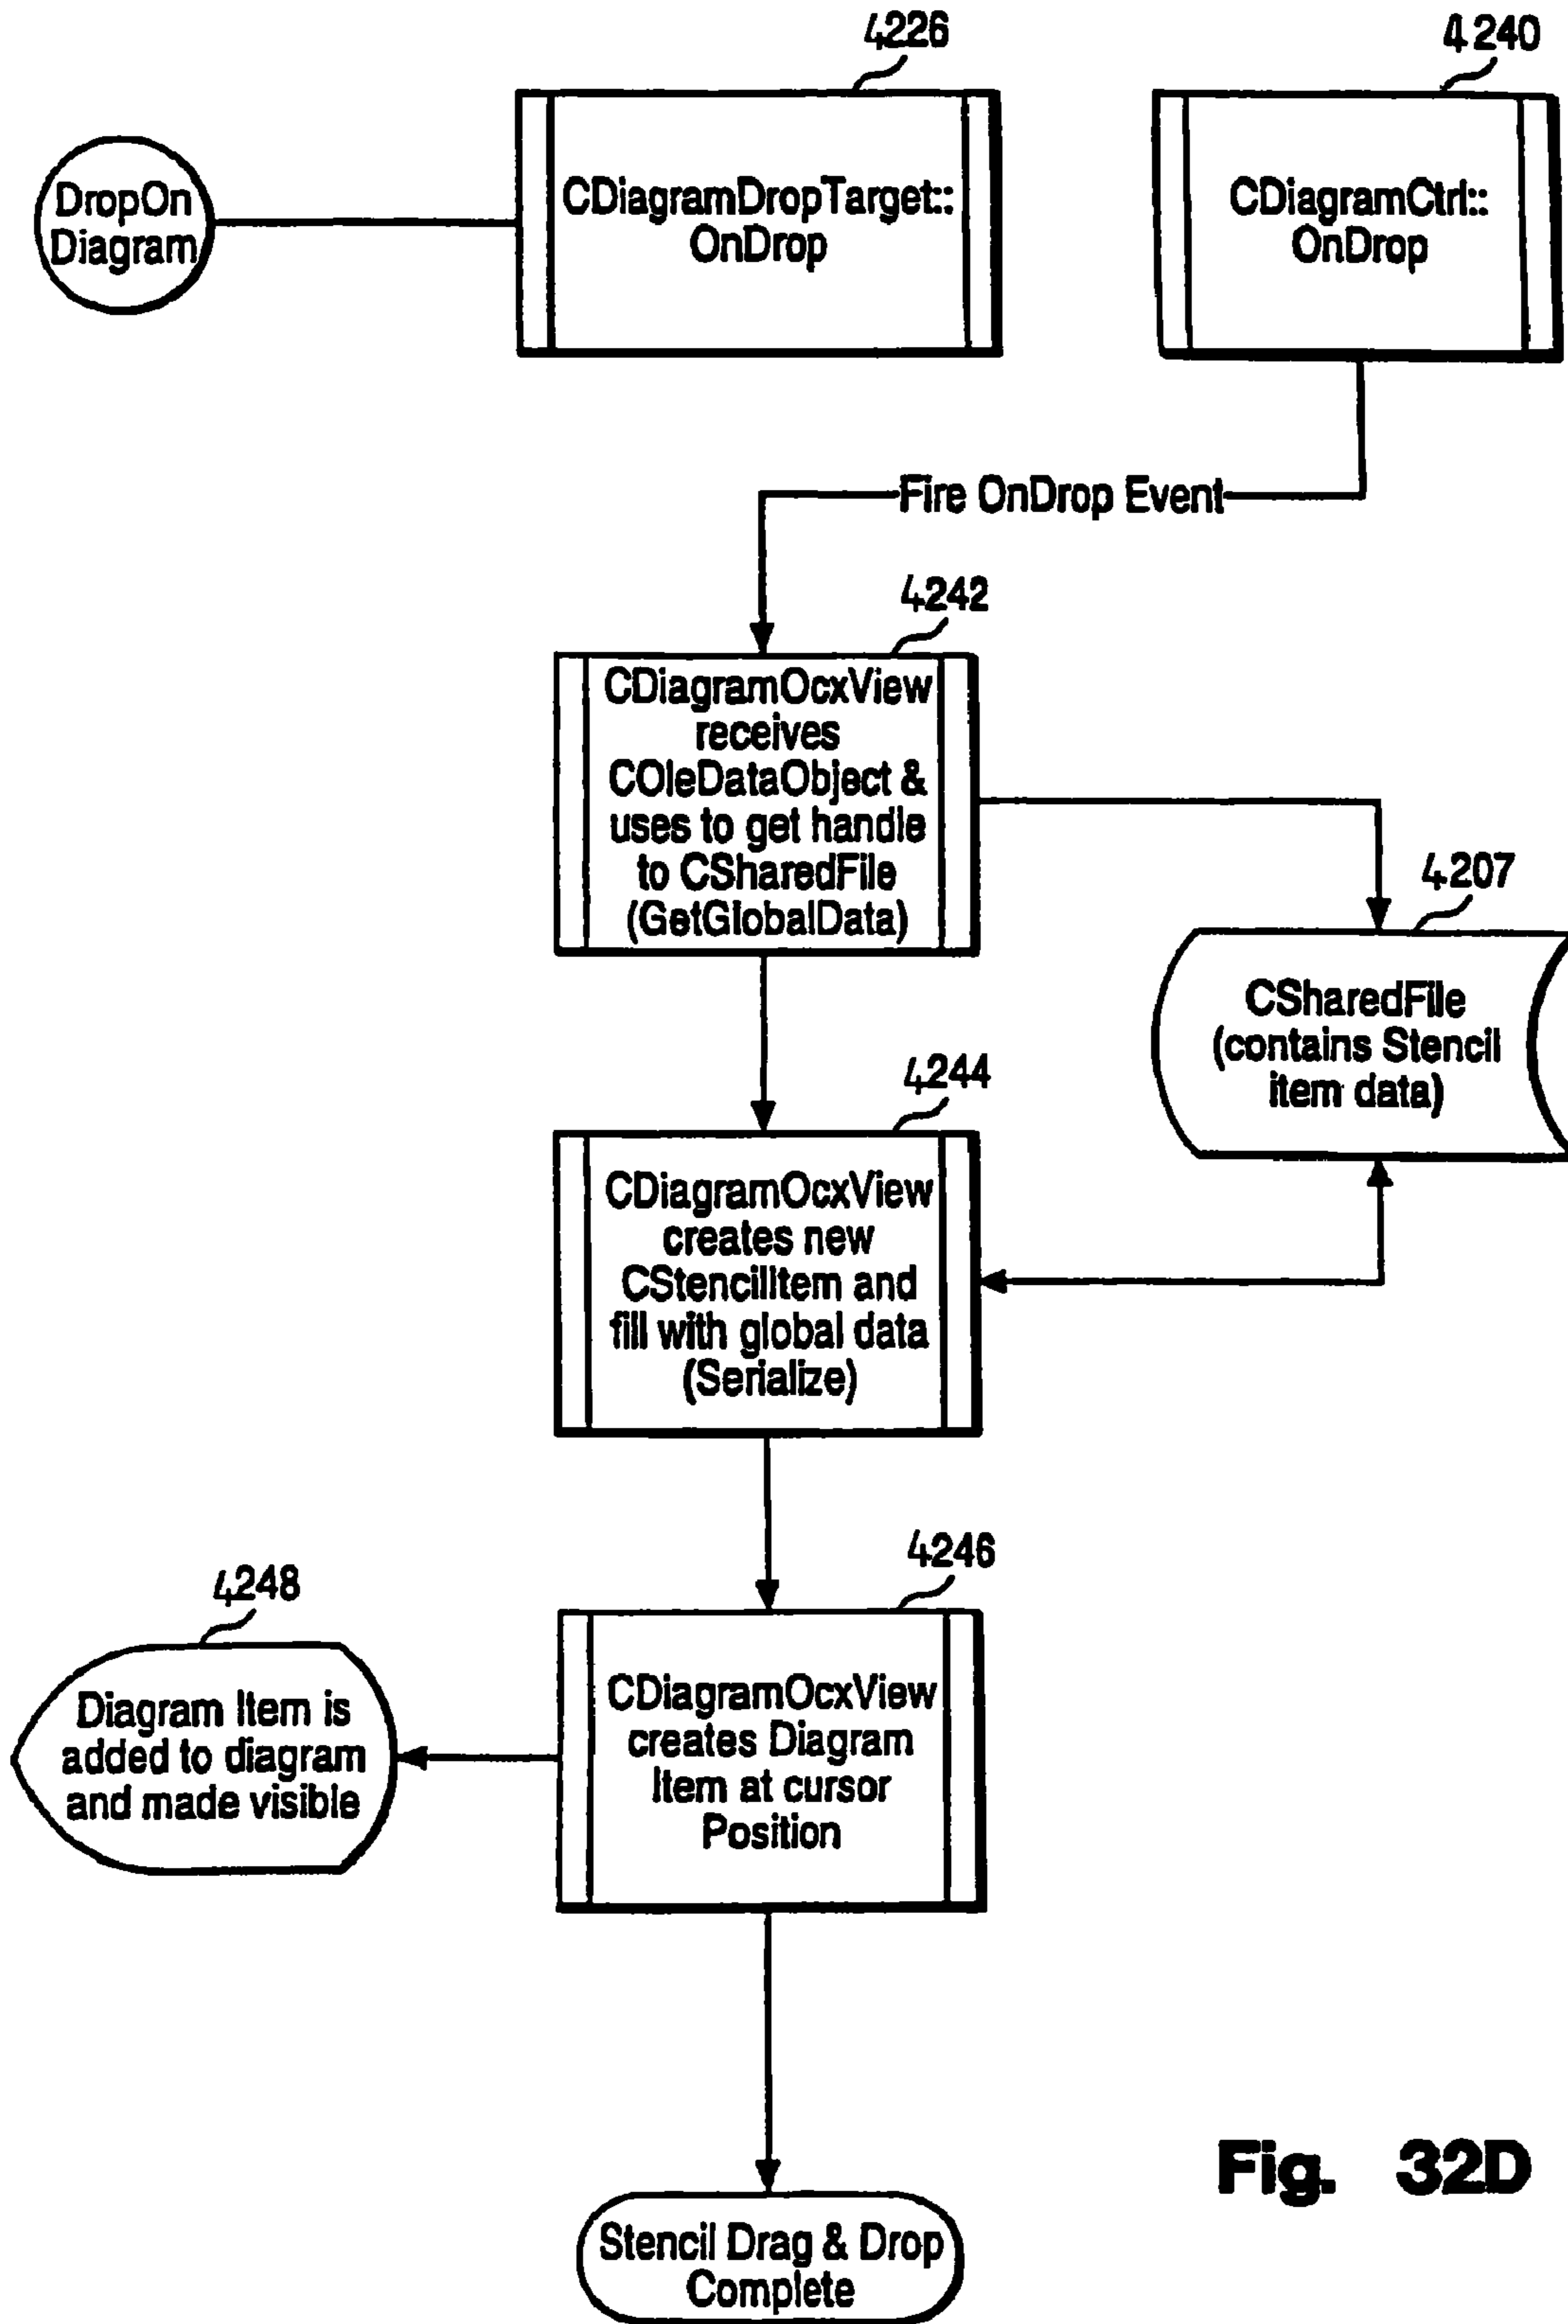 4226
4240
DropOn
Diagram
CDiagramDropTarget::
OnDrop
CDiagramCtrl::
OnDrop
Fire OnDrop Event
4242
CDiagramOcxView
receives
COleDataObject &
uses to get handle
to CSharedFile
(GetGlobalData)
4207
CSharedFile
(contains Stencil
item data)
4244
CDiagramOcxView
creates new
CStencilItem and
fill with global data
(Serialize)
4246
4248
CDiagramOcxView
creates Diagram
Item at cursor
Position
Diagram Item is
added to diagram
and made visible
Fig. 32D
Stencil Drag & Drop
Complete